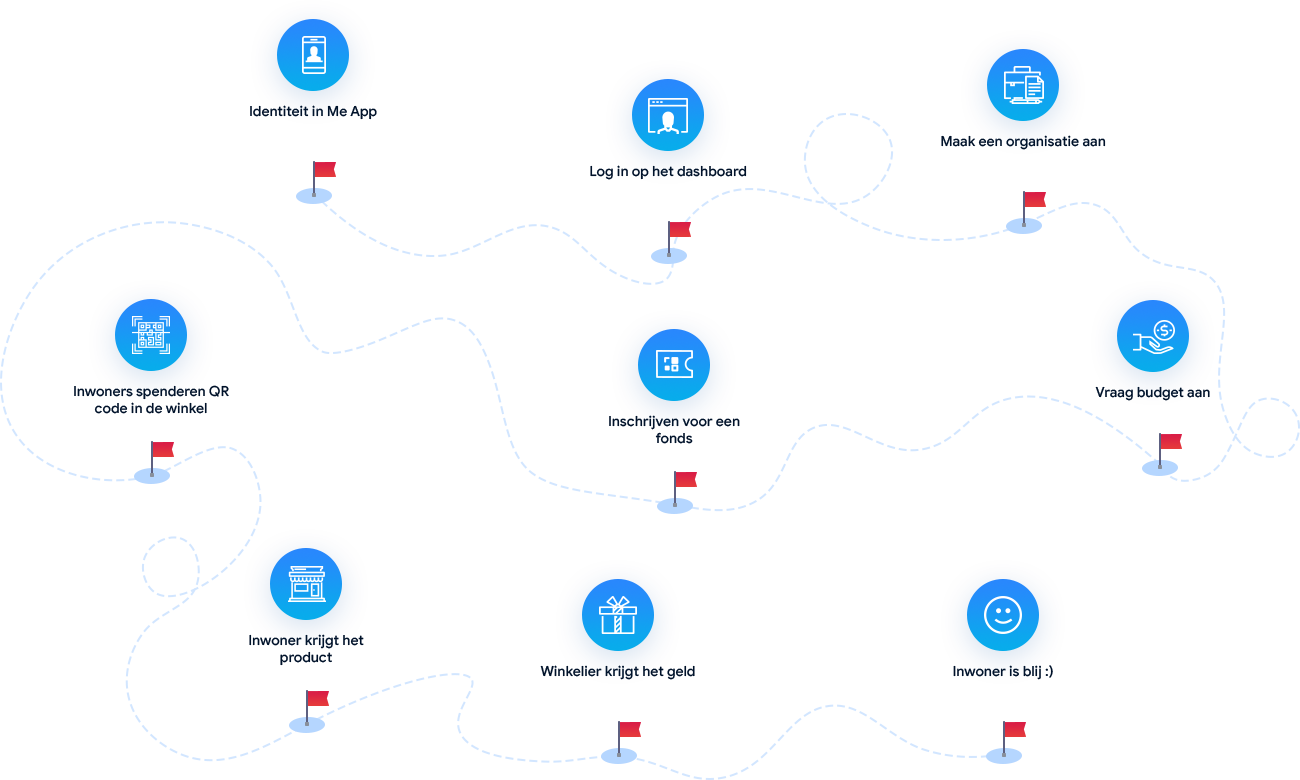 Identiteit in Me App
Log in op het dashboard
Maak een organisatie aan
Vraag budget aan
Inschrijven voor een
fonds
Inwoners spenderen QR
code in de winkel
Inwoner krijgt het
product
Winkelier krijgt het geld
Inwoner is blij :)